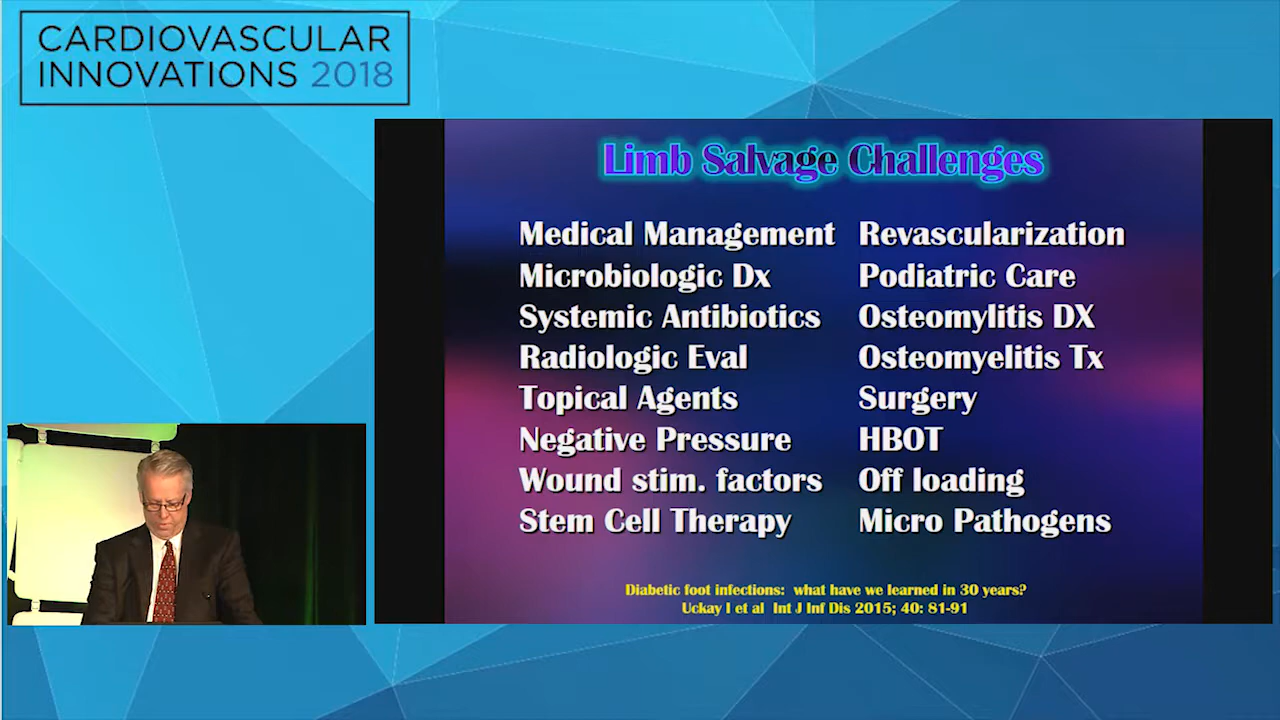 CARDIOVASCULAR
INNOVATIONS 2018
Limb Salvage Challenges
Medical Management
Microbiologic Dx
Systemic Antibiotics
Radiologic Eval
Topical Agents
Negative Pressure
Wound stim. factors
Stem Cell Therapy
Revascularization
Podiatric Care
Osteomylitis DX
Osteomyelitis Tx
Surgery
HBOT
Off loading
Micro Pathogens
Diabetic foot infections: what have we learned in 30 years?
Uckay I et al Int J Inf Dis 2015; 40: 81-91